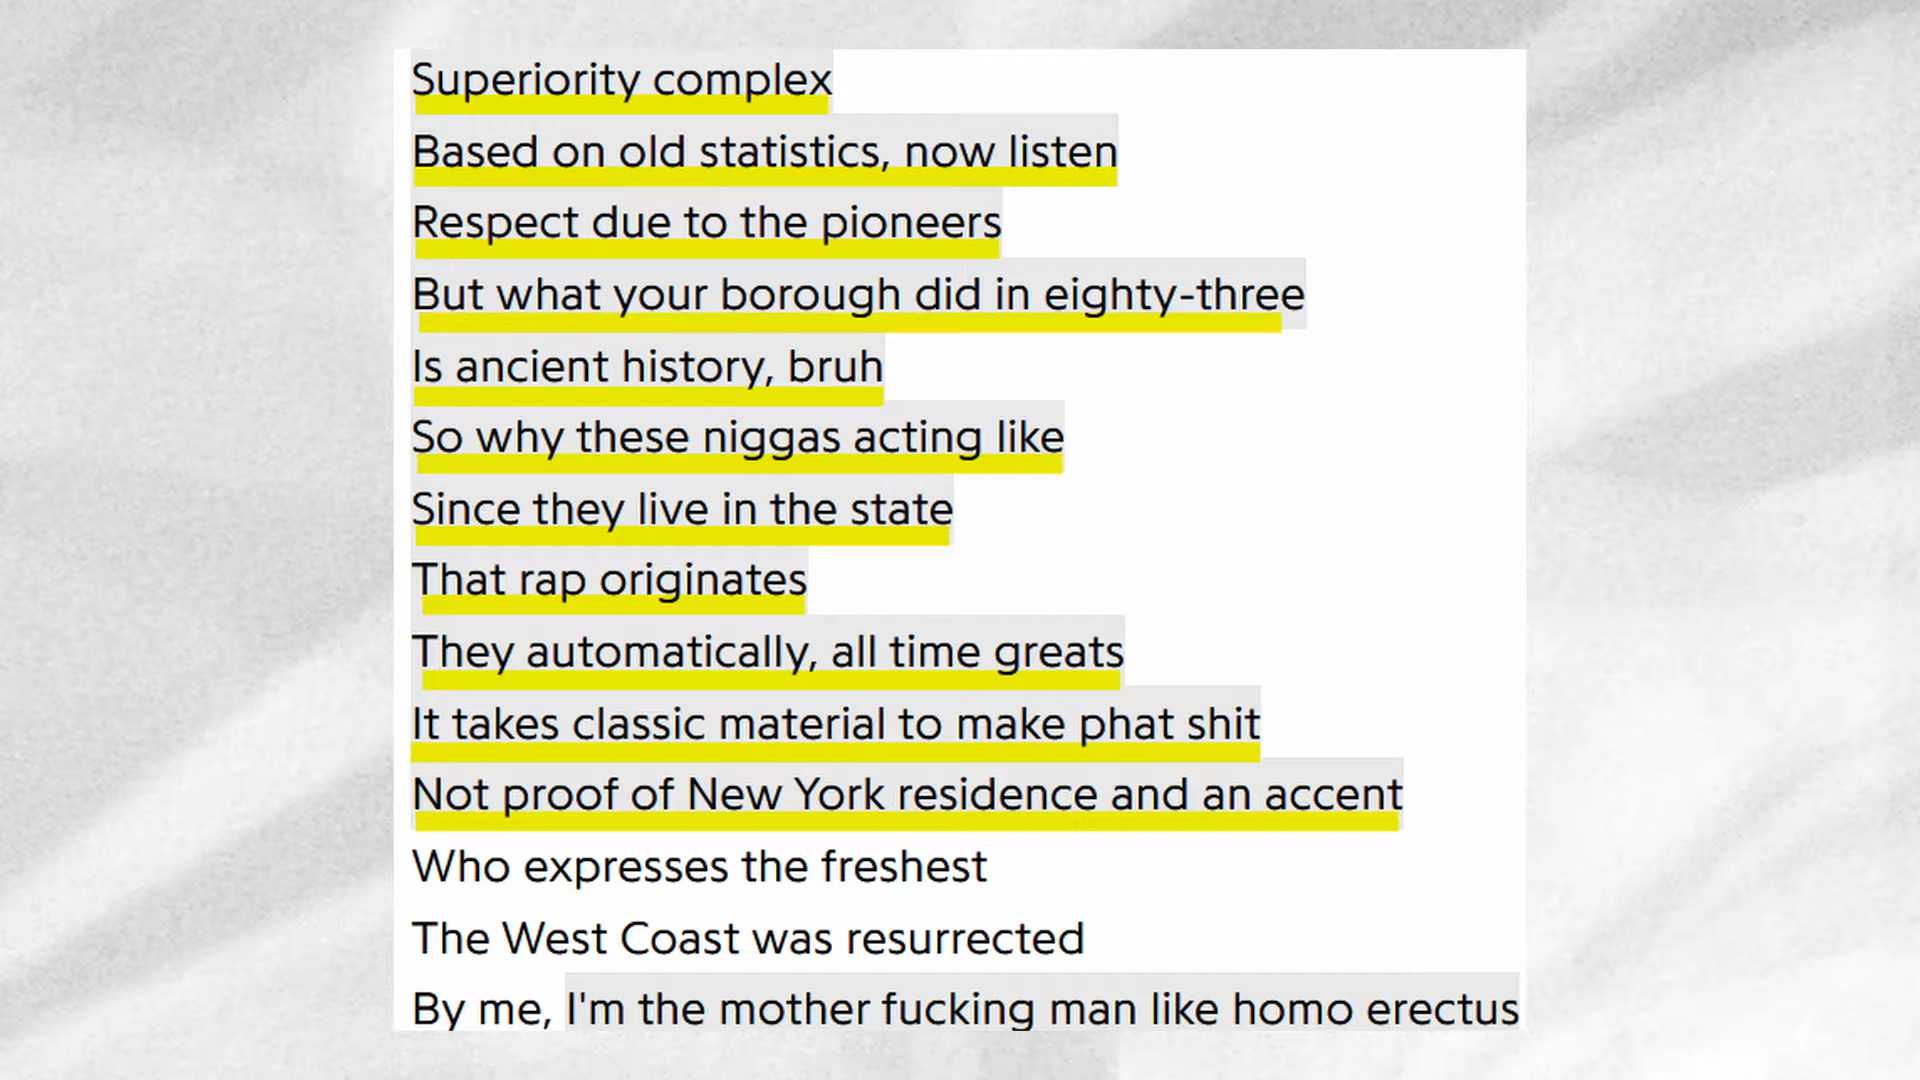 Superiority complex
Based on old statistics, now listen
Respect due to the pioneers
But what your borough did in eighty-three
Is ancient history, bruh
So why these niggas acting like
Since they live in the state
That rap originates
They automatically, all time greats
It takes classic material to make phat shit
Not proof of New York residence and an accent
Who expresses the freshest
The West Coast was resurrected
By me, I'm the mother fucking man like homo erectus